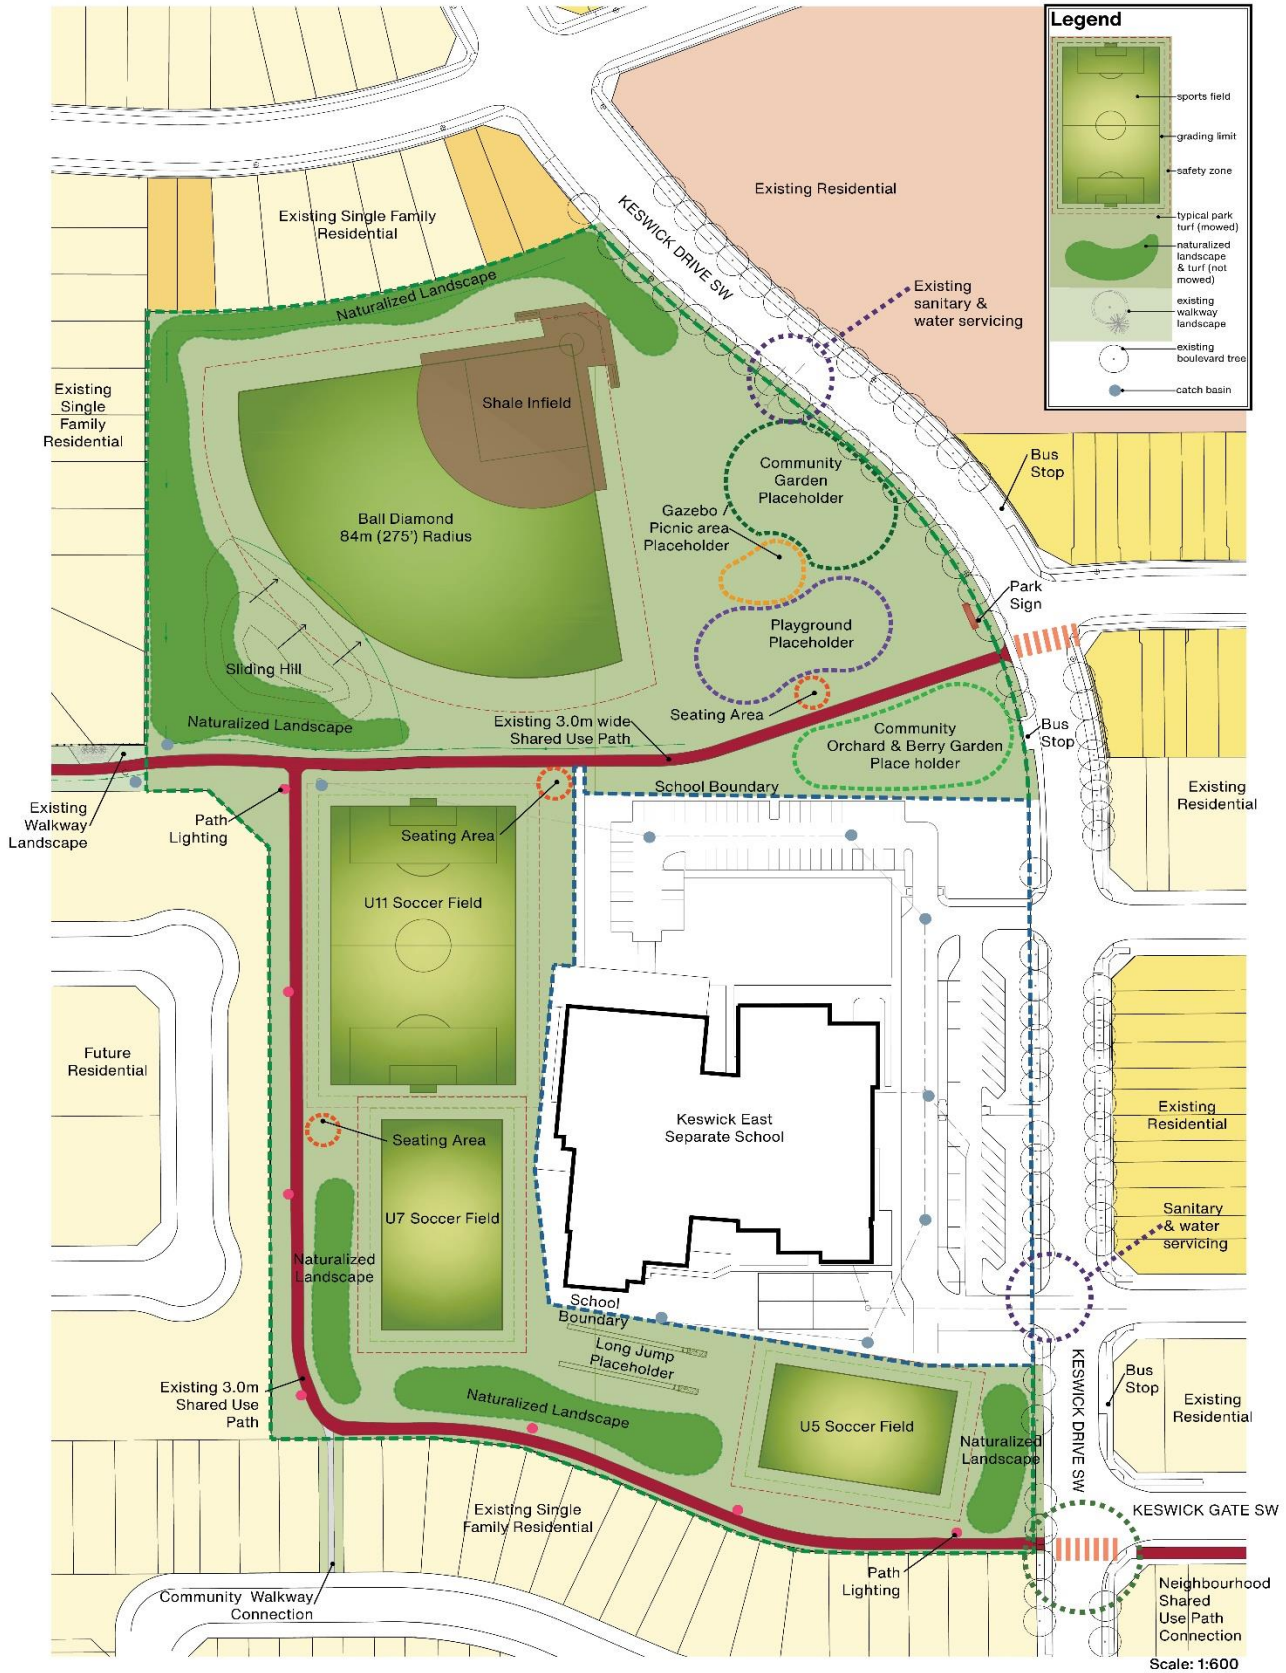 Legend
sports field
grading limit
safety zone
typical park
turf (mowed)
naturalized
landscape
& turf (not
mowed)
existing
walkway
landscape
existing
boulevard tree
catch basin
Existing Residential
KESWICK DRIVE SW
Existing Single Family
Residential
Naturalized Landscape
Existing
sanitary &
water servicing
Existing
Single
Family
Residential
Shale Infield
Bus
Stop
Community
Garden
Placeholder
Gazebo
Picnic area
Placeholder
Ball Diamond
84m (275') Radius
Park
Sign
Playground
Placeholder
Sliding Hill
Seating Area
Naturalized Landscape
Existing 3.0m wide
Shared Use Path
Community
Orchard & Berry Garden
Place holder
Bus
Stop
School Boundary
Existing
Residential
Existing
Walkway
Landscape
Path
Lighting
Seating Area
U11 Soccer Field
Future
Residential
Keswick East
Separate School
Existing
Residential
Seating Area
U7 Soccer Field
Sanitary
& water
servicing
Naturalized
Landscape
School
Boundary
Long Jump
Placeholder
Existing 3.0m
Shared Use
Path
Naturalized Landscape
U5 Soccer Field
Naturalized
Landscape
KESWICK DRIVE SW
Bus
Stop
Existing
Residential
Existing Single
Family Residential
KESWICK GATE SW
Path
Lighting
Community Walkway
Connection
Neighbourhood
Shared
Use Path
Connection
Scale: 1:600